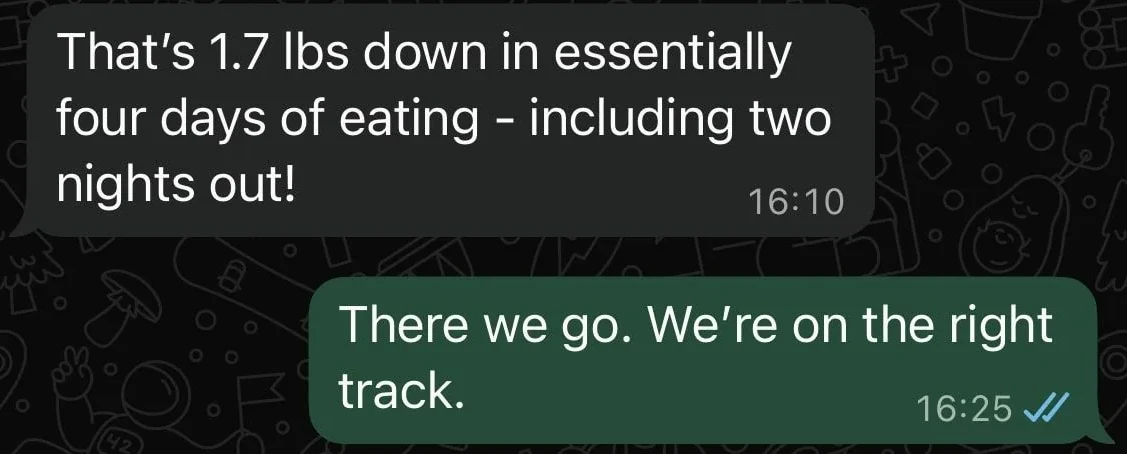 That's 1.7 lbs down in essentially
four days of eating - including two
nights out!
16:10
There we go. We're on the right
track.
16:25
42